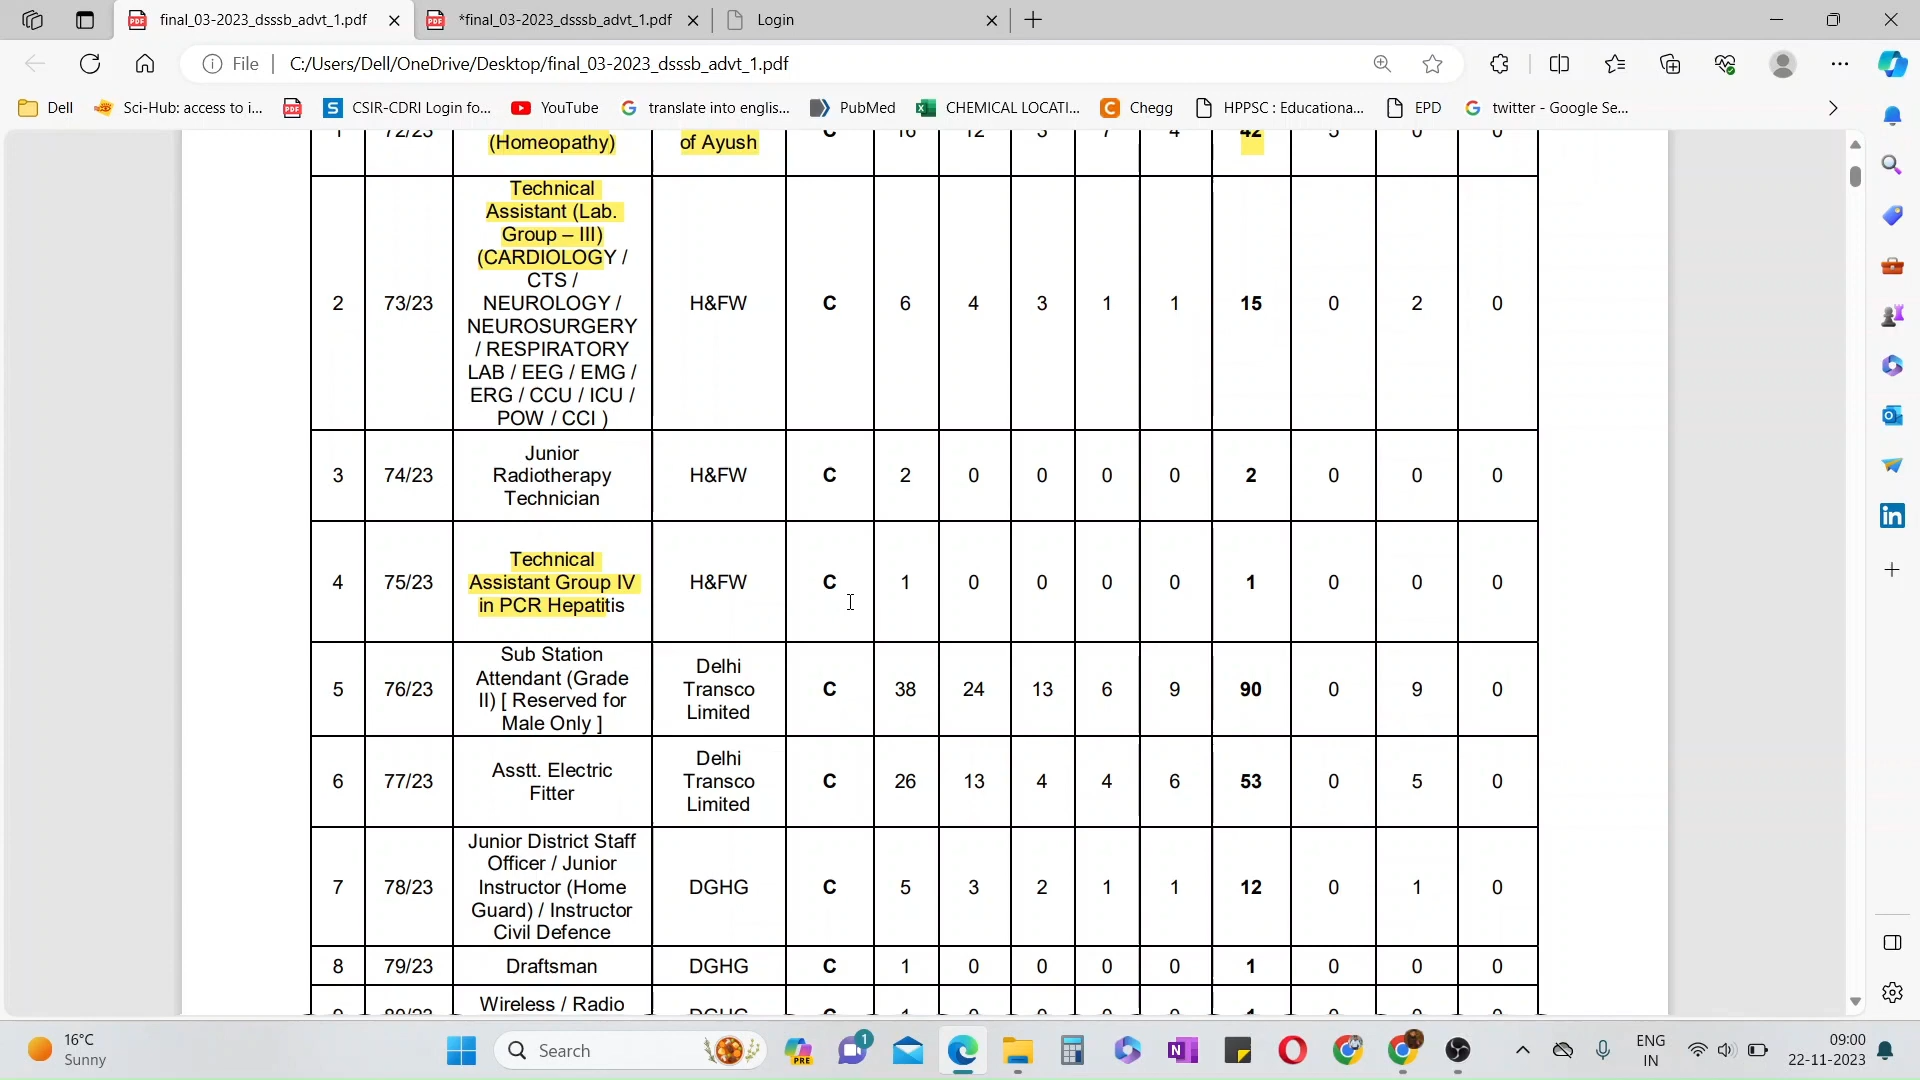 final_03-2023_dsssb_advt_1.pdf
*final_03-2023_dsssb_advt_1.pdf
Login
File
C:/Users/Dell/OneDrive/Desktop/final_03-2023_dsssb_advt_1.pdf
Dell
Sci-Hub: access to i...
CSIR-CDRI Login fo...
YouTube
translate into englis...
PubMed
CHEMICAL LOCATI...
Chegg
HPPSC : Educationa...
EPD
twitter - Google Se...
1 72/23 C 16 12 3 7 4 42 5 0 0
(Homeopathy) of Ayush
Technical
Assistant (Lab.
Group – III)
(CARDIOLOGY /
CTS /
2 73/23 NEUROLOGY / H&FW C 6 4 3 1 1 15 0 2 0
NEUROSURGERY
/ RESPIRATORY
LAB / EEG / EMG /
ERG / CCU / ICU /
POW / CCI )
Junior
3 74/23 Radiotherapy H&FW C 2 0 0 0 0 2 0 0 0
Technician
Technical
4 75/23 Assistant Group IV H&FW C 1 0 0 0 0 1 0 0 0
in PCR Hepatitis
Sub Station
Attendant (Grade Delhi
5 76/23 II) [ Reserved for Transco C 38 24 13 6 9 90 0 9 0
Male Only ] Limited
Delhi
6 77/23 Asstt. Electric Transco C 26 13 4 4 6 53 0 5 0
Fitter Limited
Junior District Staff
Officer / Junior
7 78/23 Instructor (Home DGHG C 5 3 2 1 1 12 0 1 0
Guard) / Instructor
Civil Defence
8 79/23 Draftsman DGHG C 1 0 0 0 0 1 0 0 0
Wireless / Radio
9 80/23 DGHG C 1 0 0 0 0 1 0 0 0
16°C
Sunny
Search
PRE
1
ENG
IN
09:00
22-11-2023